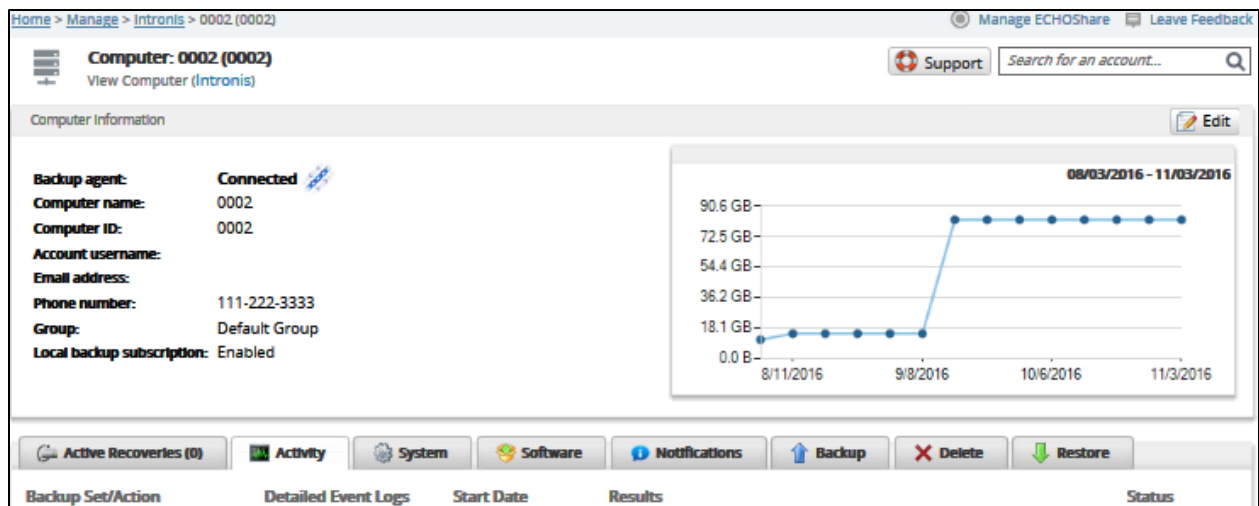 Home > Manage > Intronis > 0002 (0002)
Manage ECHOShare
Leave Feedback
Computer: 0002 (0002)
View Computer (Intronis)
Support
Search for an account...
Computer Information
Edit
Backup agent: Connected
Computer name: 0002
Computer ID: 0002
Account username:
Email address:
Phone number: 111-222-3333
Group: Default Group
Local backup subscription: Enabled
08/03/2016 - 11/03/2016
90.6 GB
72.5 GB
54.4 GB
36.2 GB
18.1 GB
0.0 B
8/11/2016 9/8/2016 10/6/2016 11/3/2016
Active Recoveries (0) Activity System Software Notifications Backup Delete Restore
Backup Set/Action Detailed Event Logs Start Date Results Status